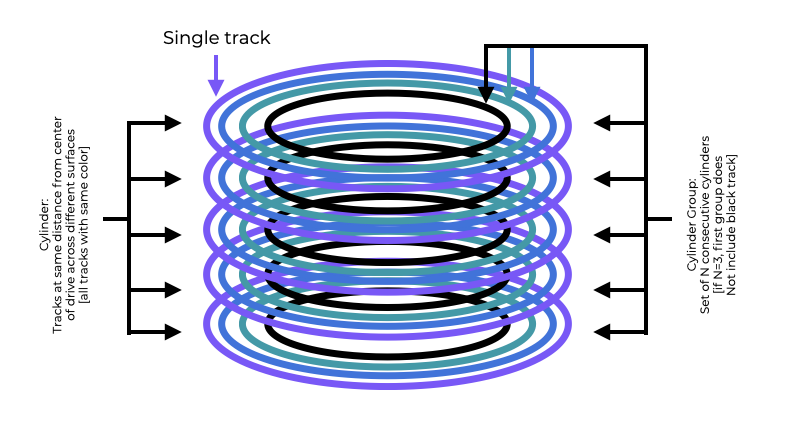 Single track
Cylinder:
Tracks at same distance from center
of drive across different surfaces
[all tracks with same color]
Cylinder Group:
Set of N consecutive cylinders
[if N=3, first group does
Not include black track]